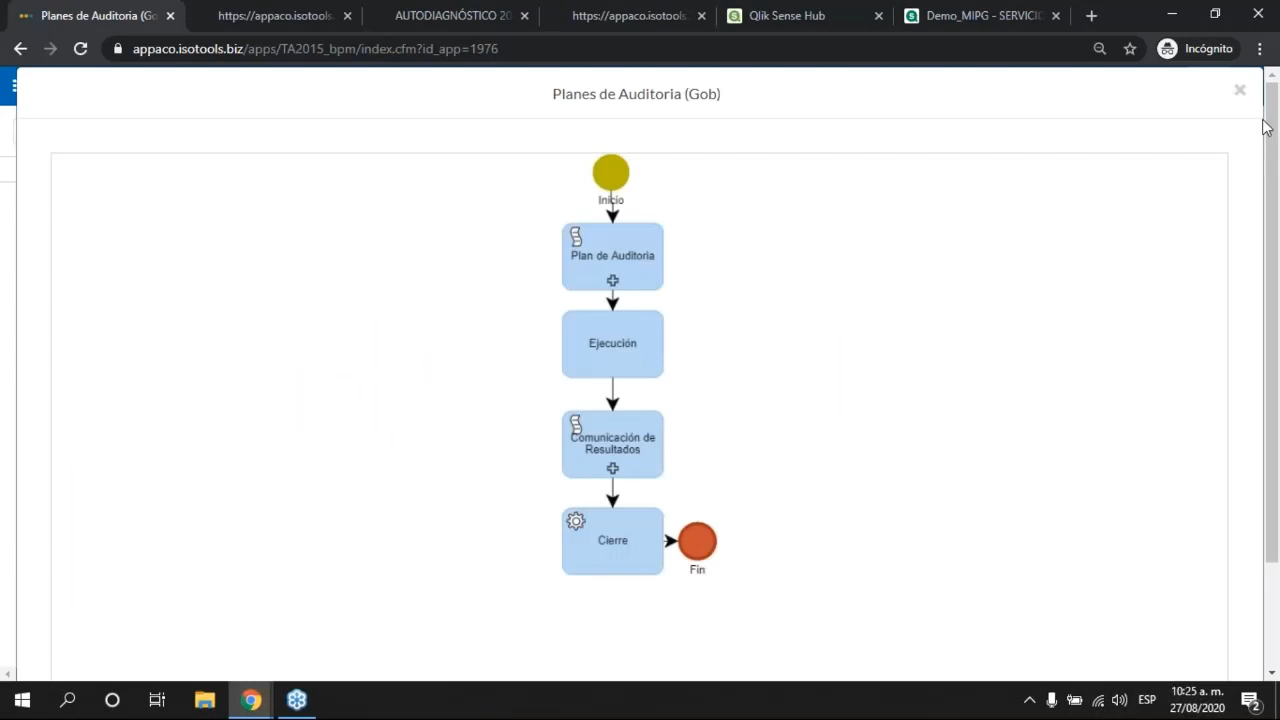 Planes de Auditoria (Go
https://appaco.isotools.
AUTODIAGNÓSTICO 20
https://appaco.isotools.
Qlik Sense Hub
Demo_MIPG - SERVICIO
appaco.isotools.biz/apps/TA2015_bpm/index.cfm?id_app=1976
Incógnito
Planes de Auditoria (Gob)
Inicio
Plan de Auditoria
Ejecución
Comunicación de
Resultados
Cierre
Fin
ESP
10:25 a. m.
27/08/2020
2